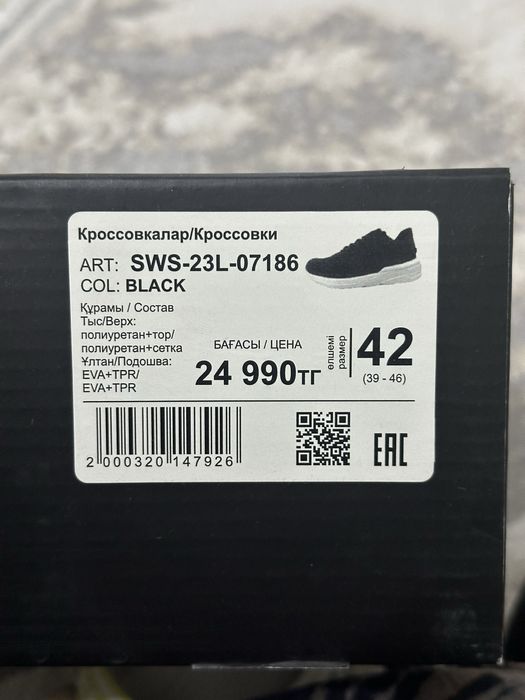 Кроссовкалар/Кроссовки
ART: SWS-23L-07186
COL: BLACK
Құрамы / Состав
Тыс/Верх:
полиуретан+тор/
полиуретан+сетка
Ұлтан/Подошва:
EVA+TPR/
EVA+TPR
БАҒАСЫ / ЦЕНА
24 990тг
өлшемі
размер
42
(39 - 46)
2 000320 147926
EAC